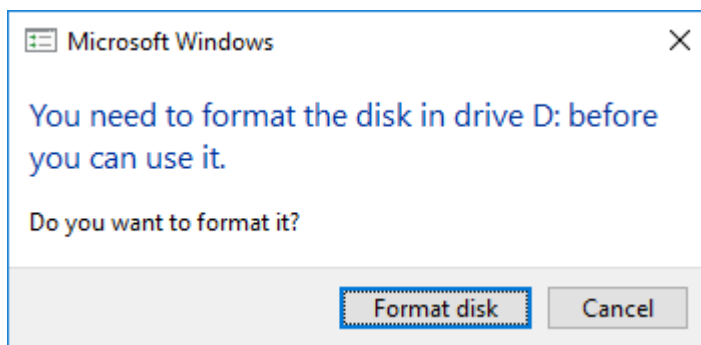 Microsoft Windows
You need to format the disk in drive D: before
you can use it.
Do you want to format it?
Format disk
Cancel